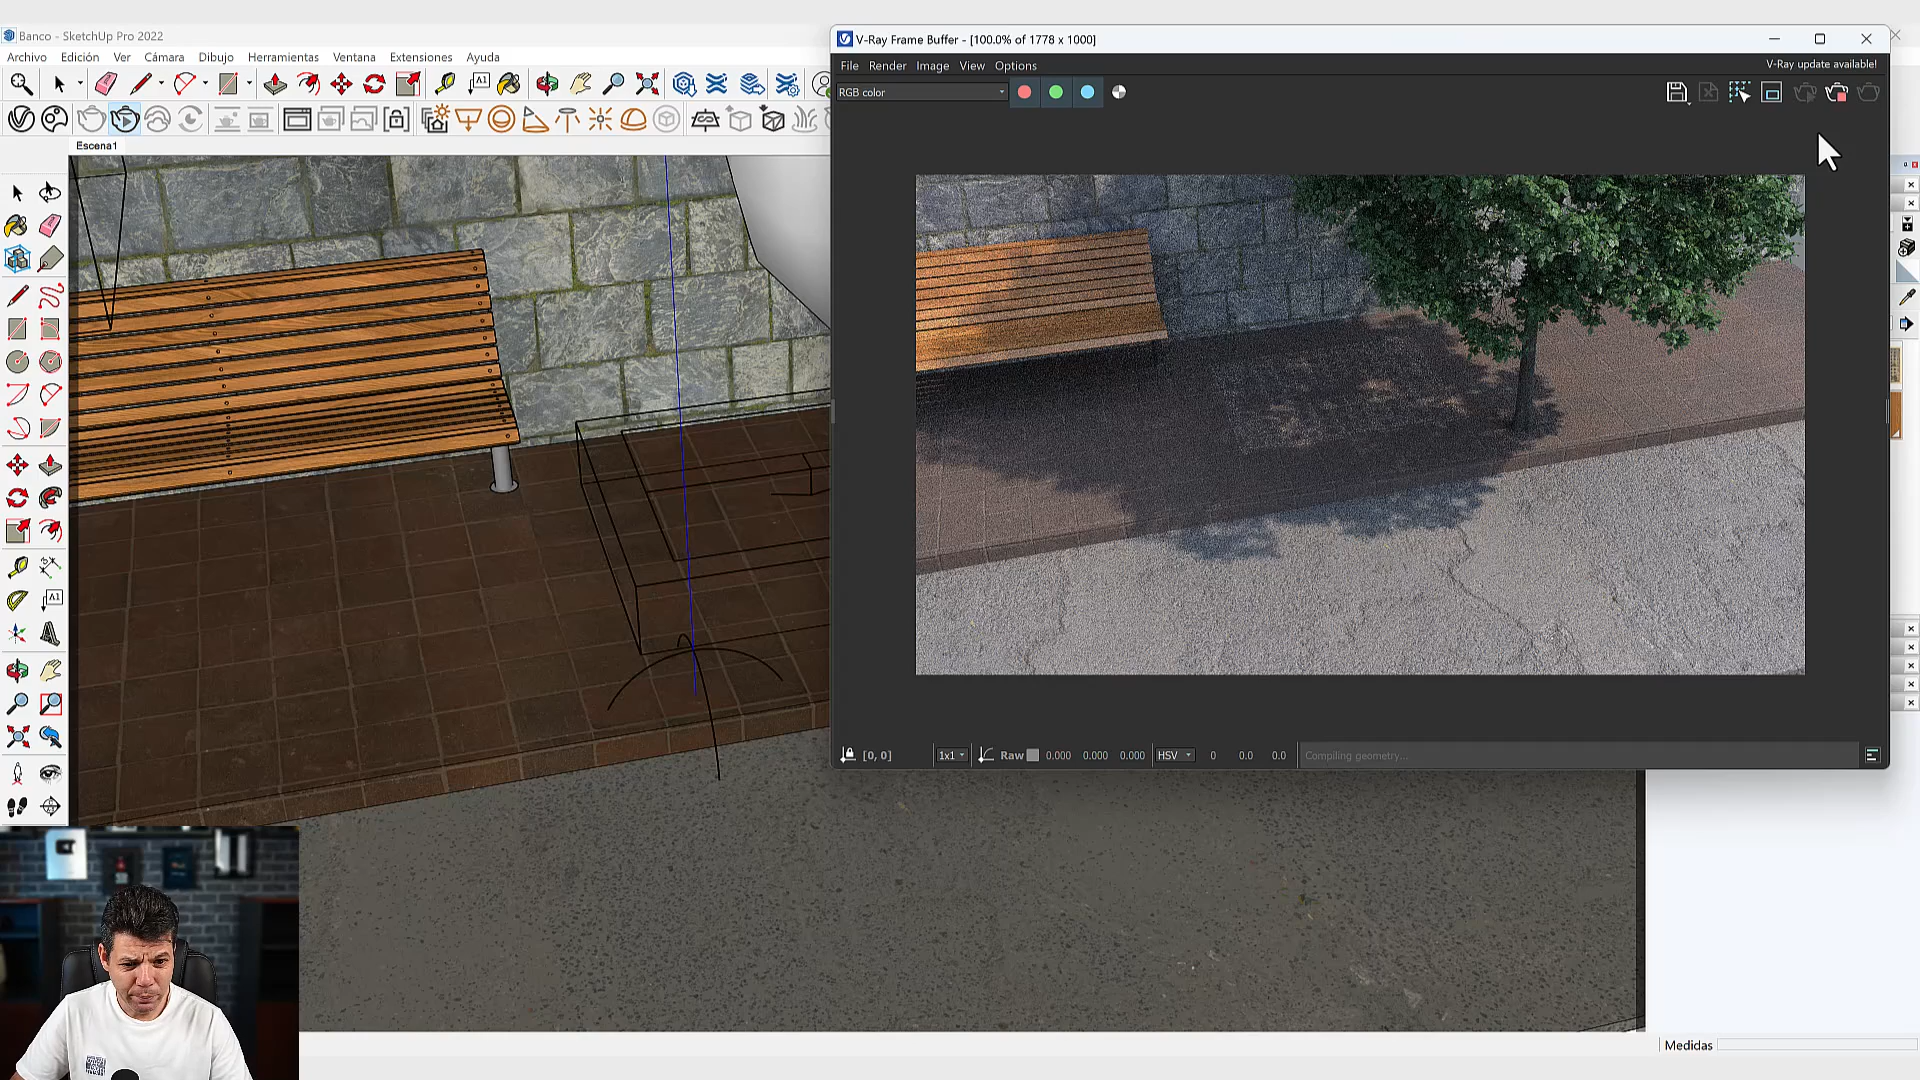 Banco - SketchUp Pro 2022
Archivo Edición Ver Cámara Dibujo Herramientas Ventana Extensiones Ayuda
Escena1
V-Ray Frame Buffer - [100.0% of 1778 x 1000]
File Render Image View Options
V-Ray update available!
RGB color
[0, 0] 1x1 Raw 0.000 0.000 0.000 HSV 0 0.0 0.0 Compiling geometry...
Medidas